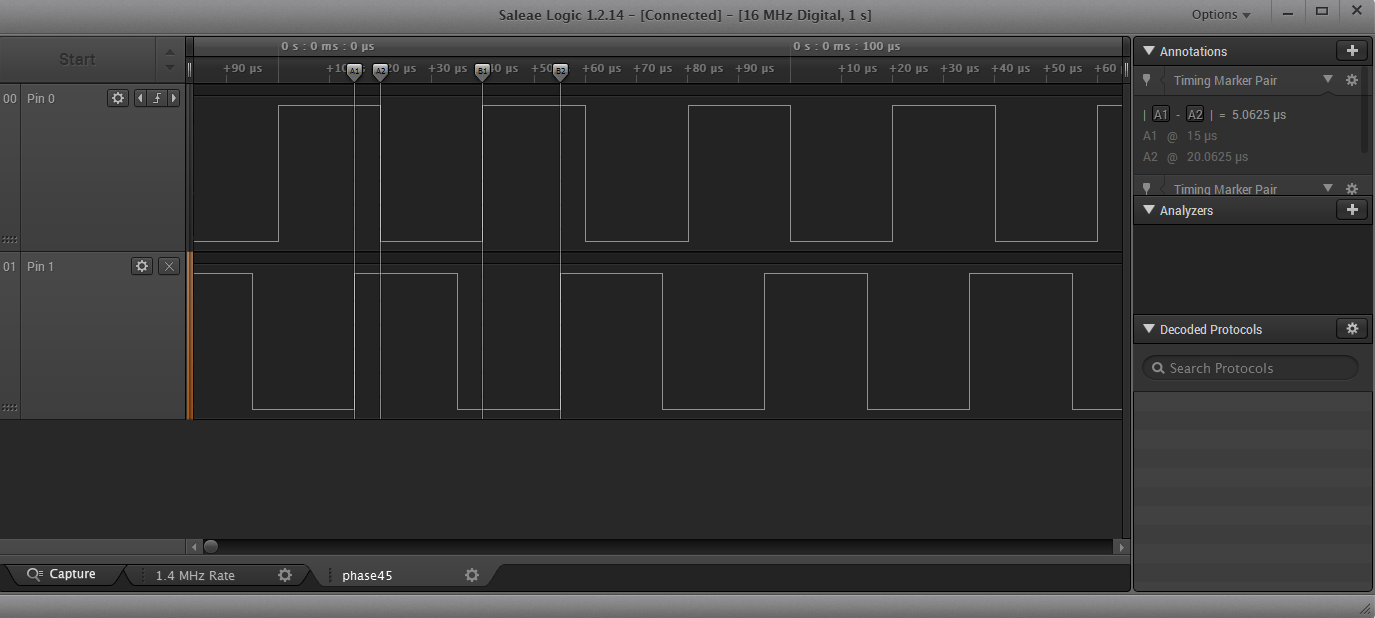 Saleae Logic 1.2.14 - [Connected] - [16 MHz Digital, 1 s]
Options
Start
0 s : 0 ms : 0 µs
0 s : 0 ms : 100 µs
+90 µs
+10
A1
A2
20 µs
+30 µs
B1
40 µs
+50
B2
+60 µs
+70 µs
+80 µs
+90 µs
+10 µs
+20 µs
+30 µs
+40 µs
+50 µs
+60
00
Pin 0
01
Pin 1
Annotations
Timing Marker Pair
| A1 - A2 | = 5.0625 µs
A1 @ 15 µs
A2 @ 20.0625 µs
Timing Marker Pair
Analyzers
Decoded Protocols
Search Protocols
Capture
1.4 MHz Rate
phase45